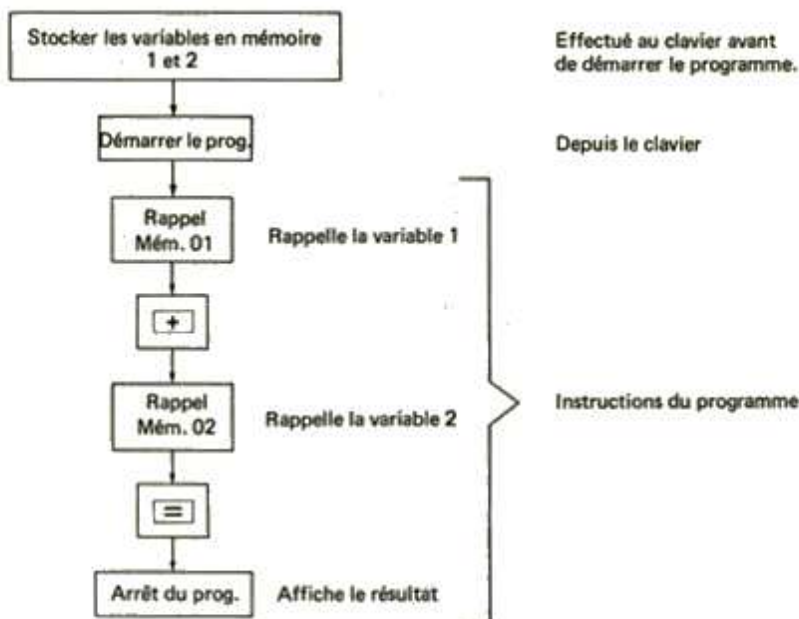 Stocker les variables en mémoire
1 et 2
Effectué au clavier avant
de démarrer le programme.
Démarrer le prog.
Depuis le clavier
Rappel
Mém. 01
Rappelle la variable 1
+
Rappel
Mém. 02
Rappelle la variable 2
Instructions du programme
=
Arrêt du prog.
Affiche le résultat